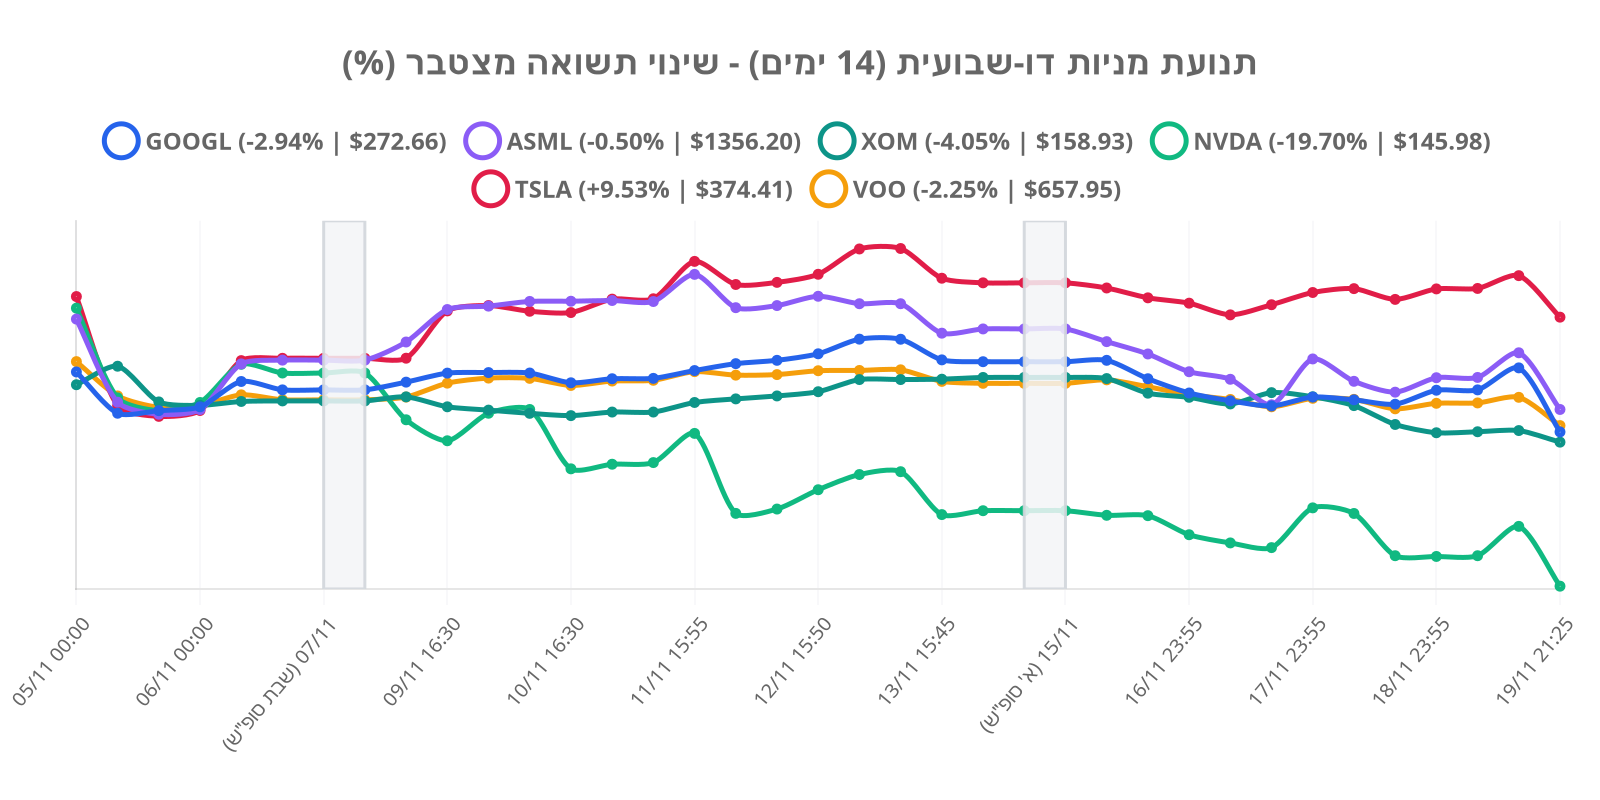 תנועת מניות דו-שבועית (14 ימים) - שינוי תשואה מצטבר (%)
GOOGL (-2.94% | $272.66) ASML (-0.50% | $1356.20) XOM (-4.05% | $158.93) NVDA (-19.70% | $145.98)
TSLA (+9.53% | $374.41) VOO (-2.25% | $657.95)
05/11 00:00
06/11 00:00
07/11 (שבת סופ"ש)
09/11 16:30
10/11 16:30
11/11 15:55
12/11 15:50
13/11 15:45
15/11 (א' סופ"ש)
16/11 23:55
17/11 23:55
18/11 23:55
19/11 21:25